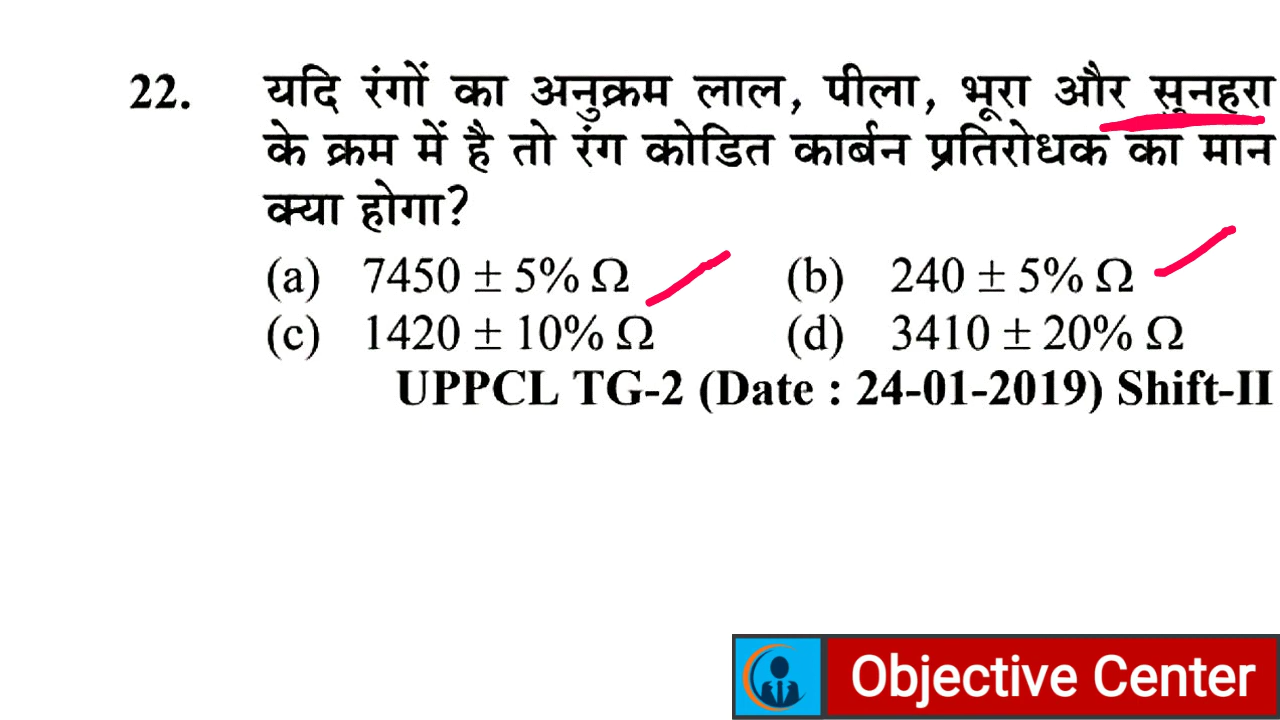 22. यदि रंगों का अनुक्रम लाल, पीला, भूरा और सुनहरा
के क्रम में है तो रंग कोडित कार्बन प्रतिरोधक का मान
क्या होगा?
(a) 7450 ± 5% Ω (b) 240 ± 5% Ω
(c) 1420 ± 10% Ω (d) 3410 ± 20% Ω
UPPCL TG-2 (Date : 24-01-2019) Shift-II
Objective Center